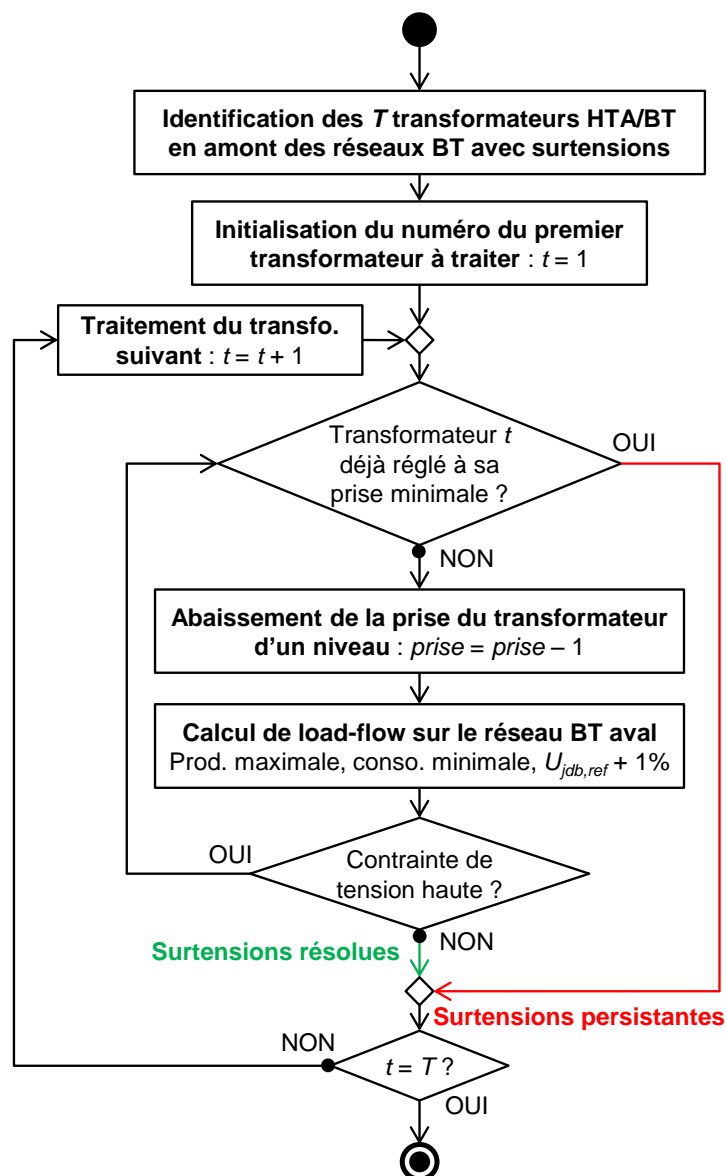 Identification des T transformateurs HTA/BT
en amont des réseaux BT avec surtensions
Initialisation du numéro du premier
transformateur à traiter : t = 1
Traitement du transfo.
suivant : t = t + 1
Transformateur t
déjà réglé à sa
prise minimale ?
OUI
NON
Abaissement de la prise du transformateur
d'un niveau : prise = prise – 1
Calcul de load-flow sur le réseau BT aval
Prod. maximale, conso. minimale, Ujdb,ref + 1%
OUI
Contrainte de
tension haute ?
NON
Surtensions résolues
Surtensions persistantes
NON
t = T ?
OUI